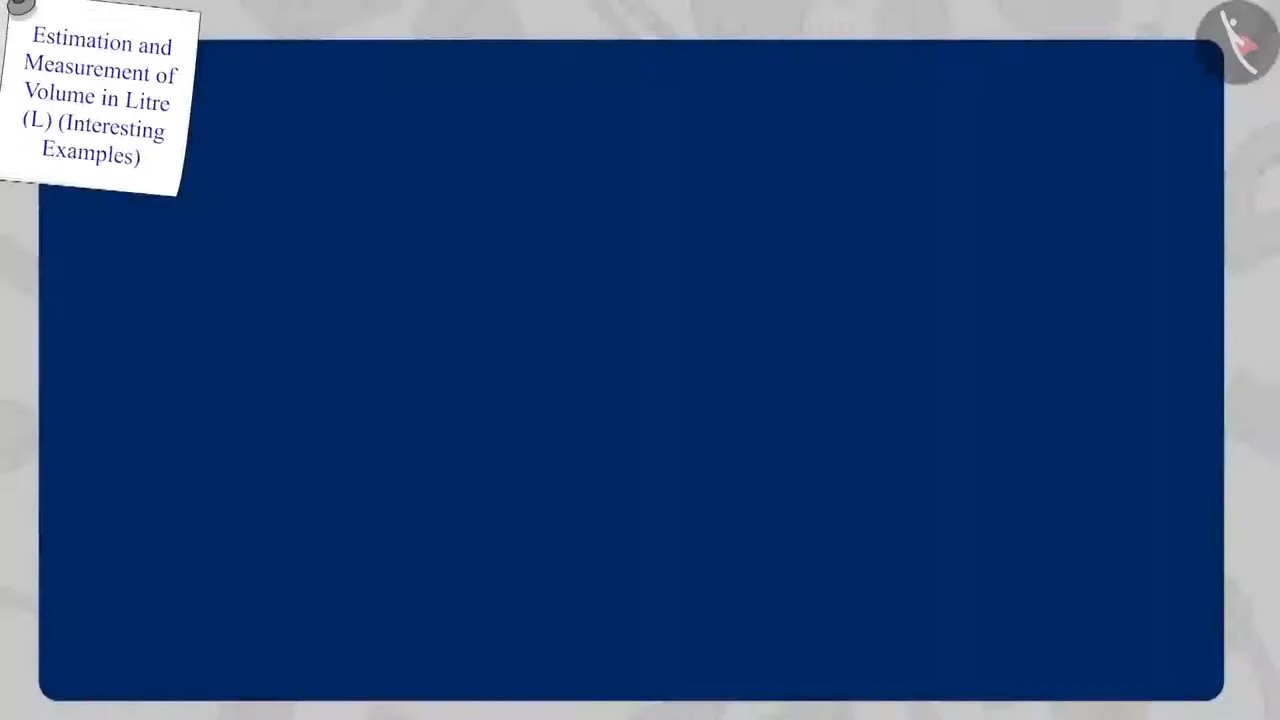 Estimation and
Measurement of
Volume in Litre
(L) (Interesting
Examples)